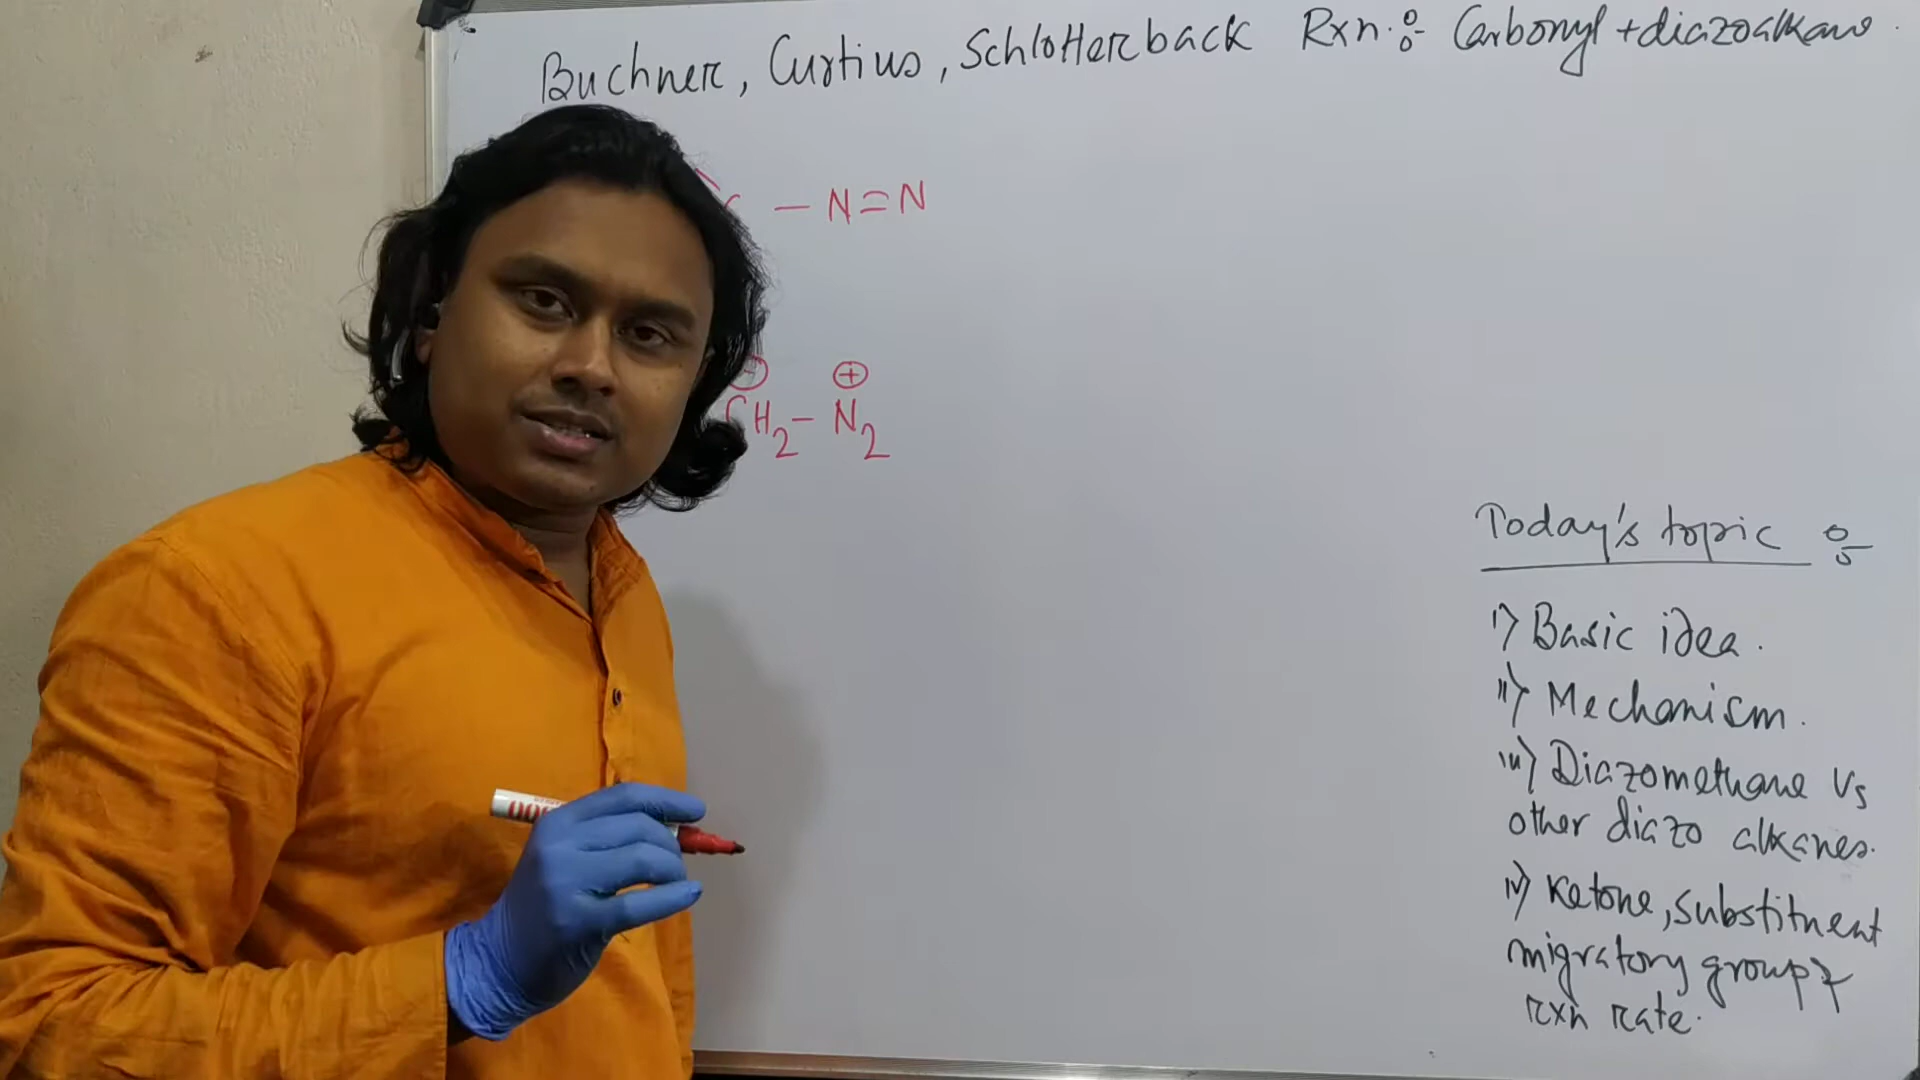 Buchner, Curtius, Schlotterback Rxn.:- Carbonyl + diazoalkane.
C - N=N
⊖ ⊕
CH2 - N2
Today's topic :-
i) Basic idea.
ii) Mechanism.
iii) Diazomethane Vs
other diazo alkanes.
iv) Ketone, substituent
migratory group &
rxn rate.